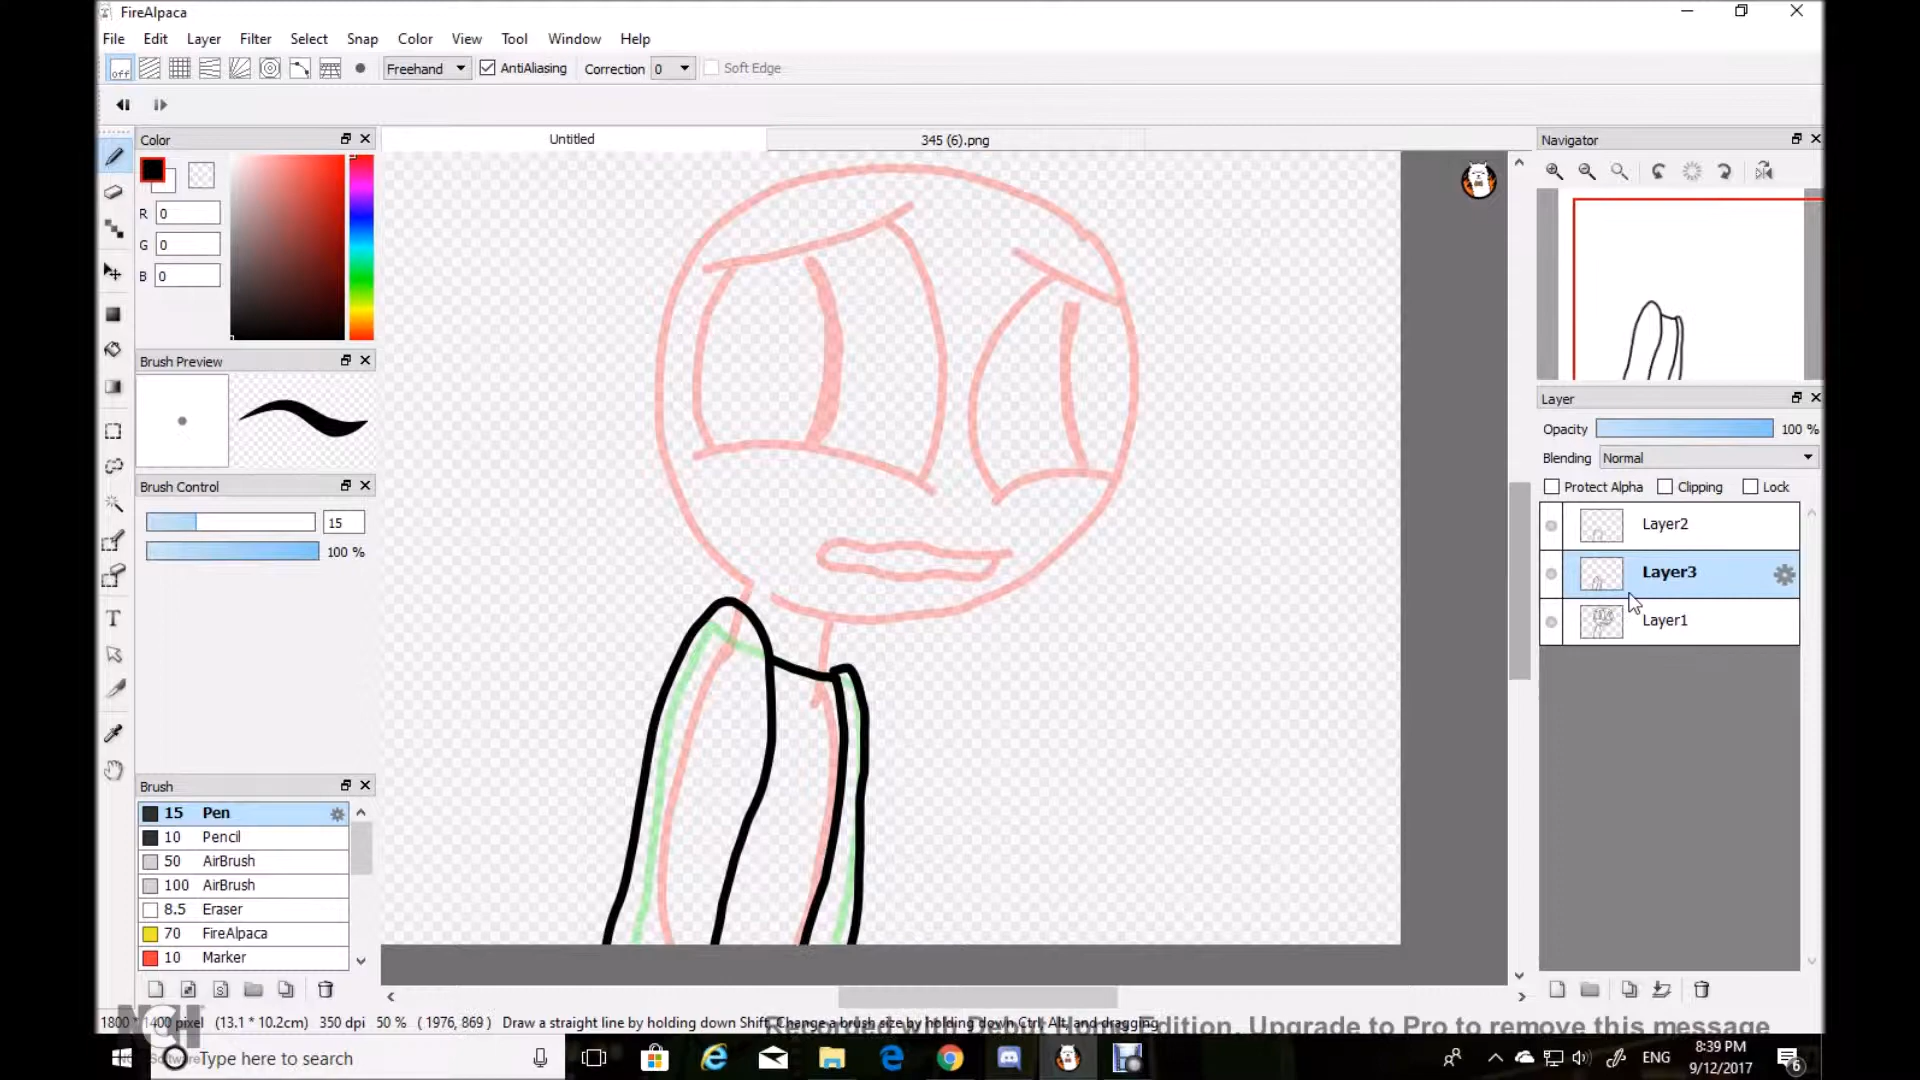 FireAlpaca
File Edit Layer Filter Select Snap Color View Tool Window Help
off Freehand AntiAliasing Correction 0 Soft Edge
Color Untitled 345 (6).png Navigator
R 0
G 0
B 0
Brush Preview
Layer
Opacity 100 %
Blending Normal
Brush Control
Protect Alpha Clipping Lock
15
100 %
Layer2
Layer3
Layer1
Brush
15 Pen
10 Pencil
50 AirBrush
100 AirBrush
8.5 Eraser
70 FireAlpaca
10 Marker
1800 * 1400 pixel (13.1 * 10.2cm) 350 dpi 50 % ( 1976, 869 ) Draw a straight line by holding down Shift, Change a brush size by holding down Ctrl, Alt, and dragging
Edition. Upgrade to Pro to remove this message
Type here to search
ENG
8:39 PM
9/12/2017
6